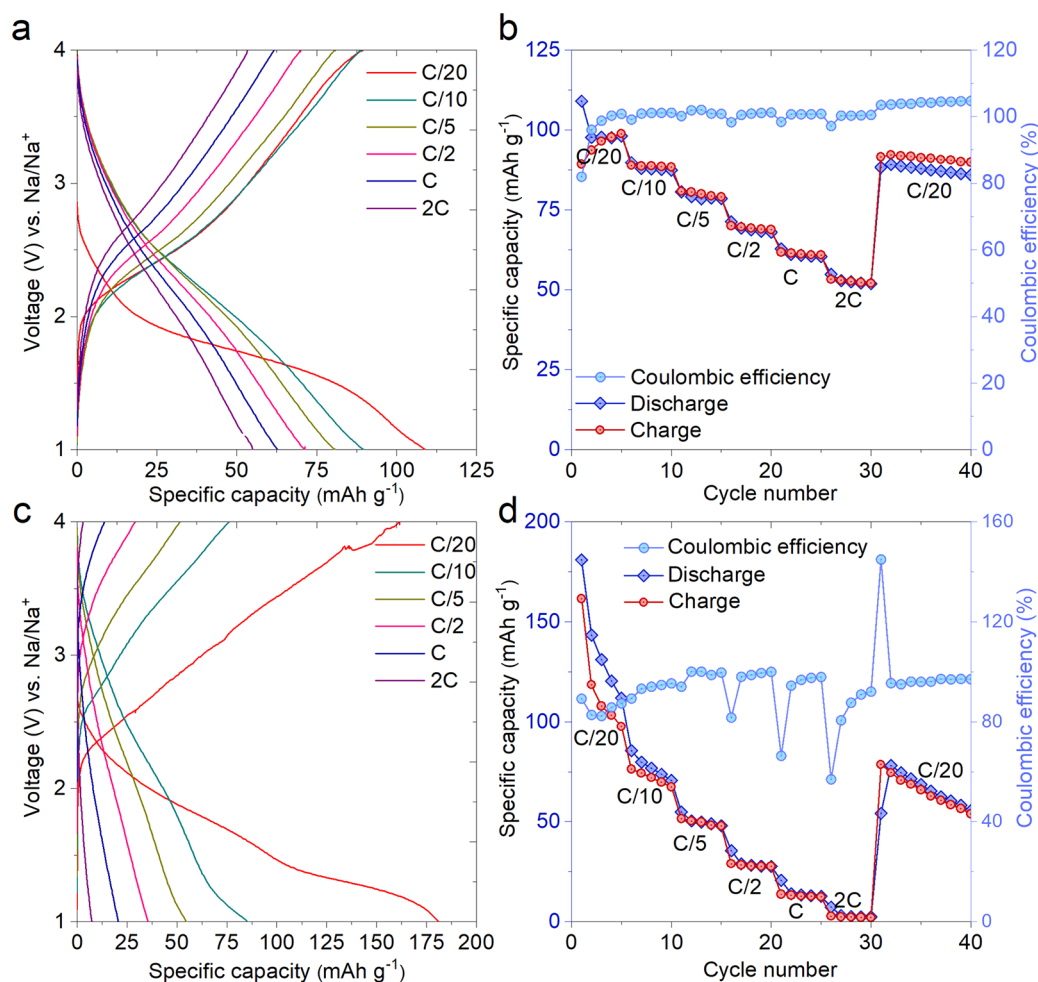 a
4
3
2
1
Voltage (V) vs. Na/Na⁺
0
25
50
75
100
125
Specific capacity (mAh g⁻¹)
C/20
C/10
C/5
C/2
C
2C
b
125
100
75
50
25
0
Specific capacity (mAh g⁻¹)
120
100
80
60
40
20
0
Coulombic efficiency (%)
C/20
C/10
C/5
C/2
C
2C
C/20
Coulombic efficiency
Discharge
Charge
0
10
20
30
40
Cycle number
c
4
3
2
1
Voltage (V) vs. Na/Na⁺
0
25
50
75
100
125
150
175
200
Specific capacity (mAh g⁻¹)
C/20
C/10
C/5
C/2
C
2C
d
200
150
100
50
0
Specific capacity (mAh g⁻¹)
160
120
80
40
0
Coulombic efficiency (%)
Coulombic efficiency
Discharge
Charge
C/20
C/10
C/5
C/2
C
2C
C/20
0
10
20
30
40
Cycle number